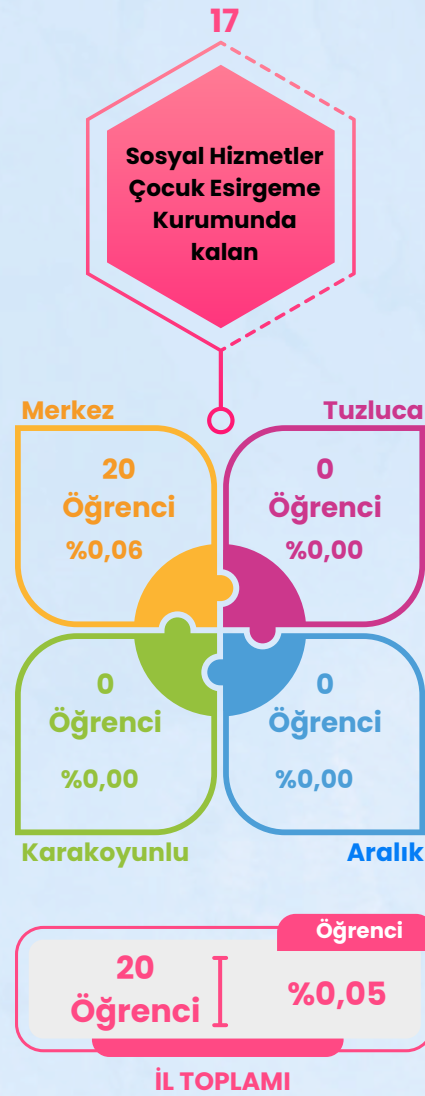 17
Sosyal Hizmetler
Çocuk Esirgeme
Kurumunda
kalan
Merkez
20
Öğrenci
%0,06
Tuzluca
0
Öğrenci
%0,00
0
Öğrenci
%0,00
Karakoyunlu
0
Öğrenci
%0,00
Aralık
Öğrenci
20
Öğrenci
%0,05
İL TOPLAMI